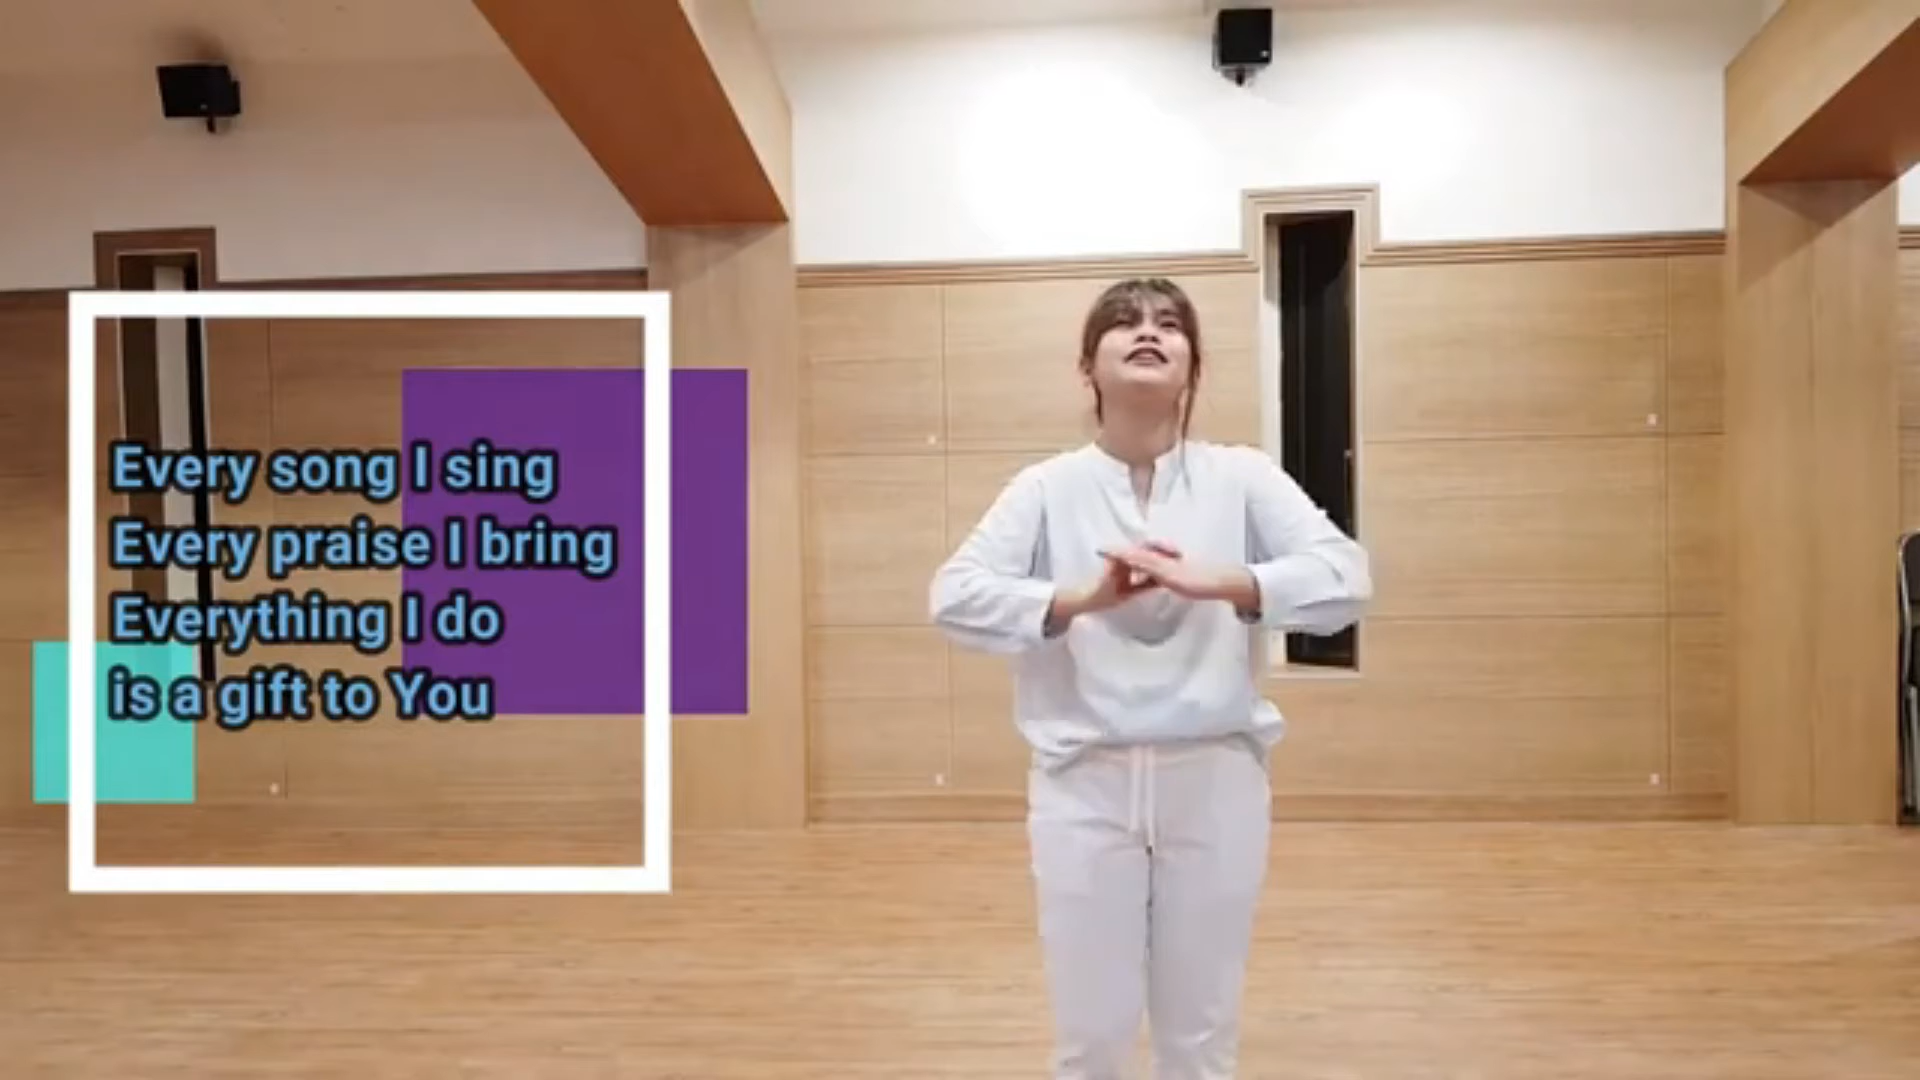 Every song I sing
Every praise I bring
Everything I do
is a gift to You